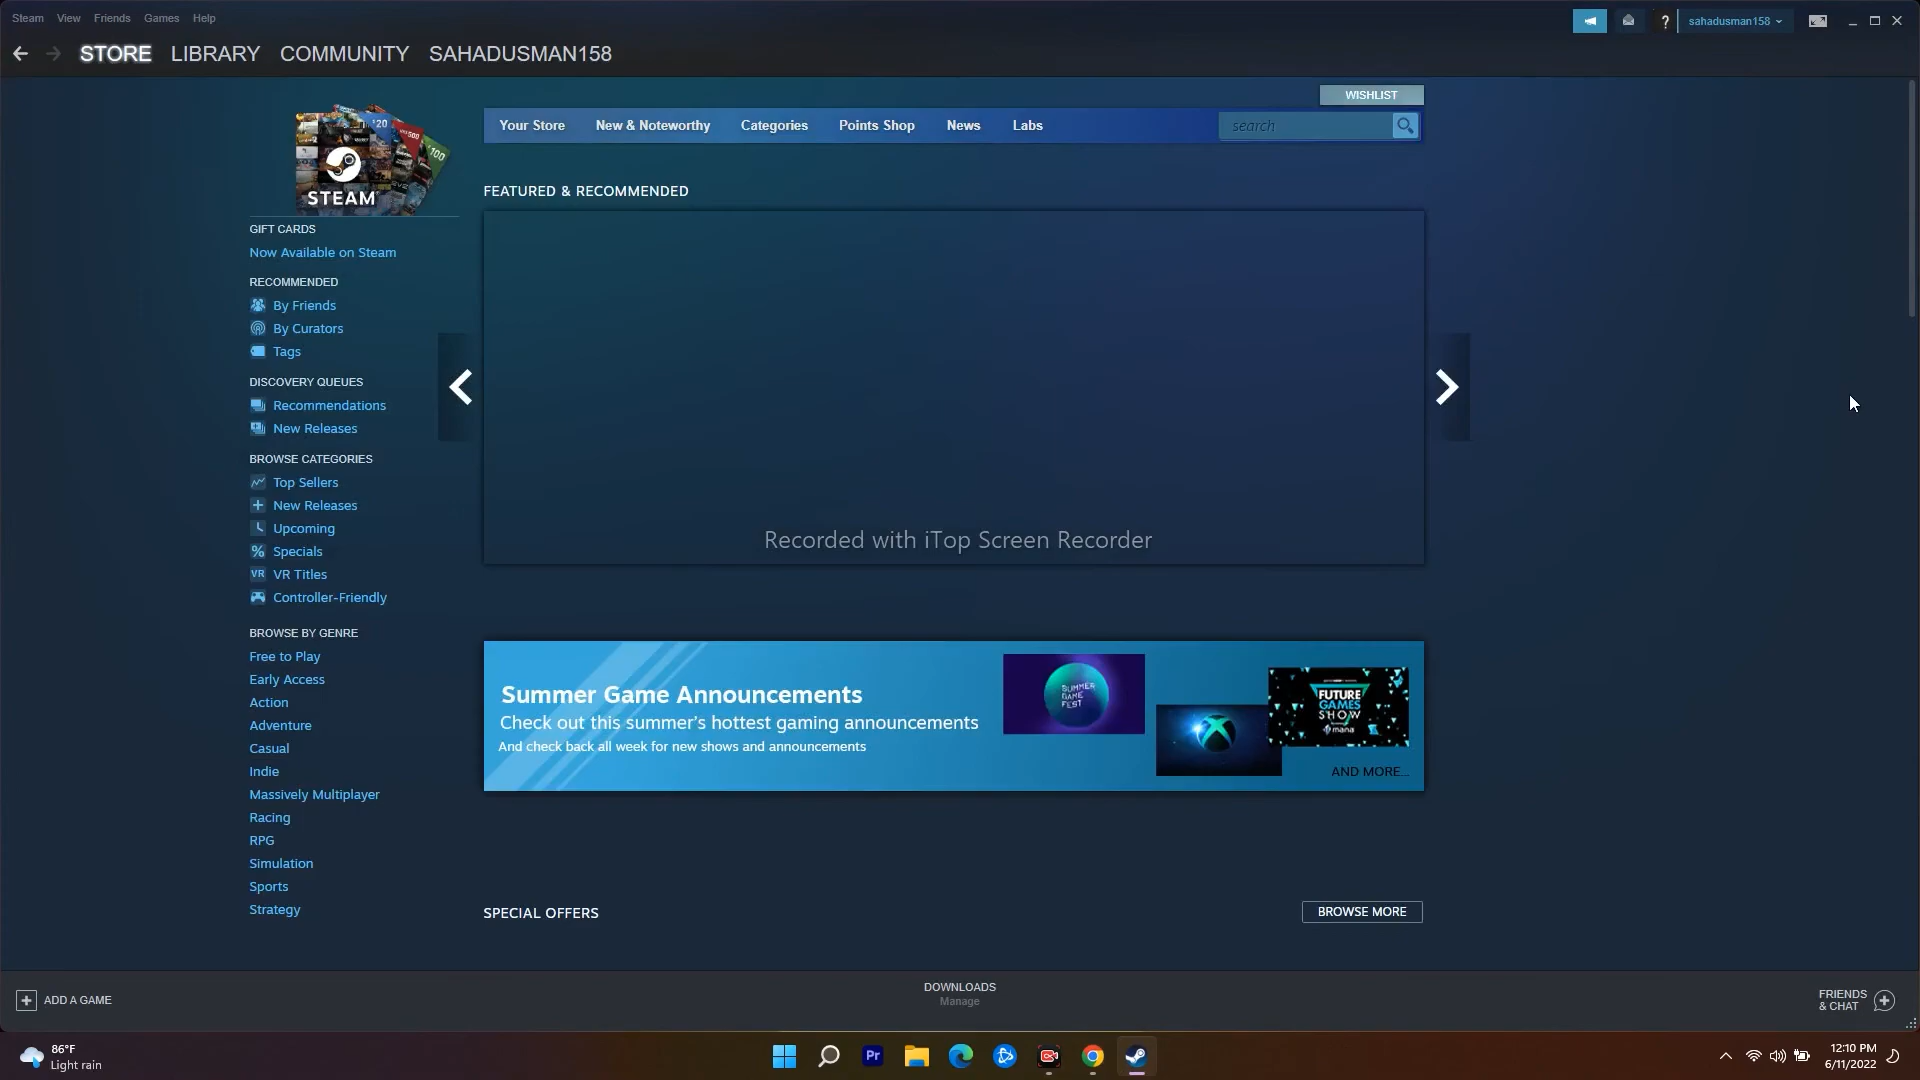 Steam View Friends Games Help
? sahadusman158
STORE LIBRARY COMMUNITY SAHADUSMAN158
WISHLIST
Your Store New & Noteworthy Categories Points Shop News Labs search
STEAM
$20
500
100
GIFT CARDS
Now Available on Steam
RECOMMENDED
By Friends
By Curators
Tags
DISCOVERY QUEUES
Recommendations
New Releases
BROWSE CATEGORIES
Top Sellers
New Releases
Upcoming
% Specials
VR VR Titles
Controller-Friendly
BROWSE BY GENRE
Free to Play
Early Access
Action
Adventure
Casual
Indie
Massively Multiplayer
Racing
RPG
Simulation
Sports
Strategy
FEATURED & RECOMMENDED
Recorded with iTop Screen Recorder
Summer Game Announcements
Check out this summer's hottest gaming announcements
And check back all week for new shows and announcements
SUMMER
GAME
FEST
FUTURE
GAMES
SHOW
mana
AND MORE...
SPECIAL OFFERS
BROWSE MORE
ADD A GAME
DOWNLOADS
Manage
FRIENDS
& CHAT
86°F
Light rain
Pr
12:10 PM
6/11/2022